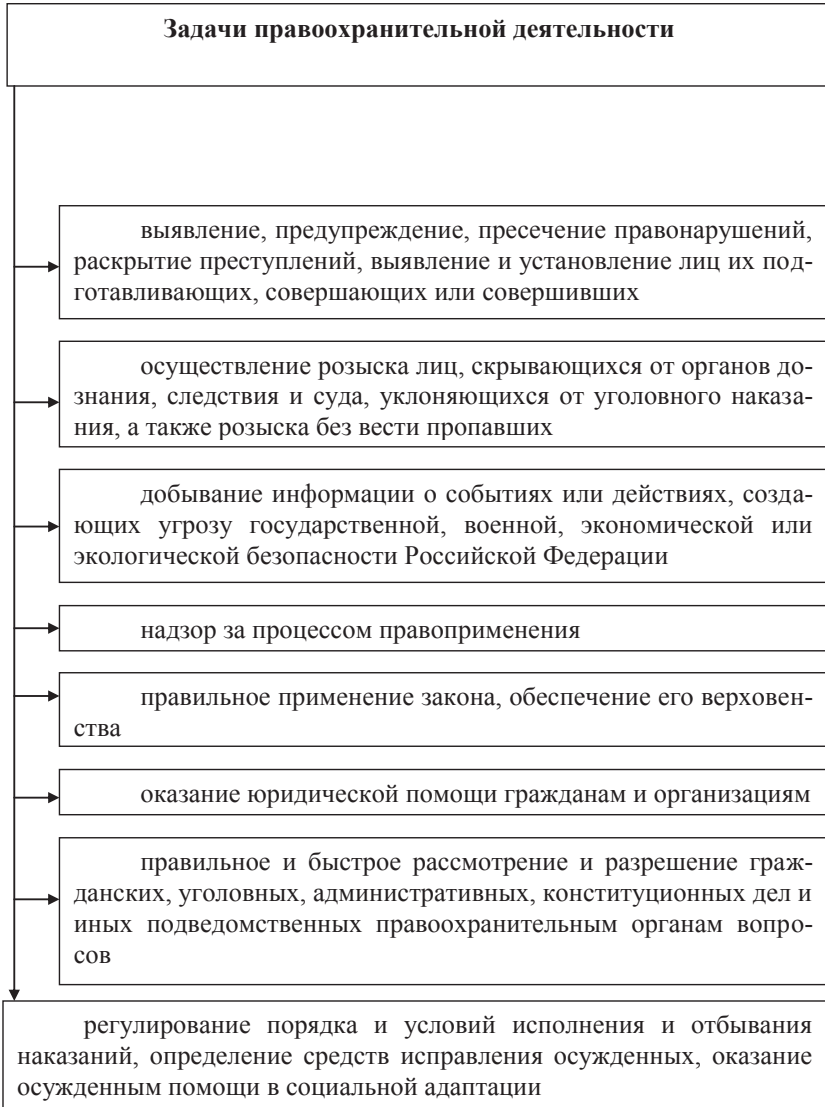 Задачи правоохранительной деятельности
выявление, предупреждение, пресечение правонарушений,
раскрытие преступлений, выявление и установление лиц их под-
готавливающих, совершающих или совершивших
осуществление розыска лиц, скрывающихся от органов до-
знания, следствия и суда, уклоняющихся от уголовного наказа-
ния, а также розыска без вести пропавших
добывание информации о событиях или действиях, созда-
ющих угрозу государственной, военной, экономической или
экологической безопасности Российской Федерации
надзор за процессом правоприменения
правильное применение закона, обеспечение его верховен-
ства
оказание юридической помощи гражданам и организациям
правильное и быстрое рассмотрение и разрешение граж-
данских, уголовных, административных, конституционных дел и
иных подведомственных правоохранительным органам вопро-
сов
регулирование порядка и условий исполнения и отбывания
наказаний, определение средств исправления осужденных, оказание
осужденным помощи в социальной адаптации